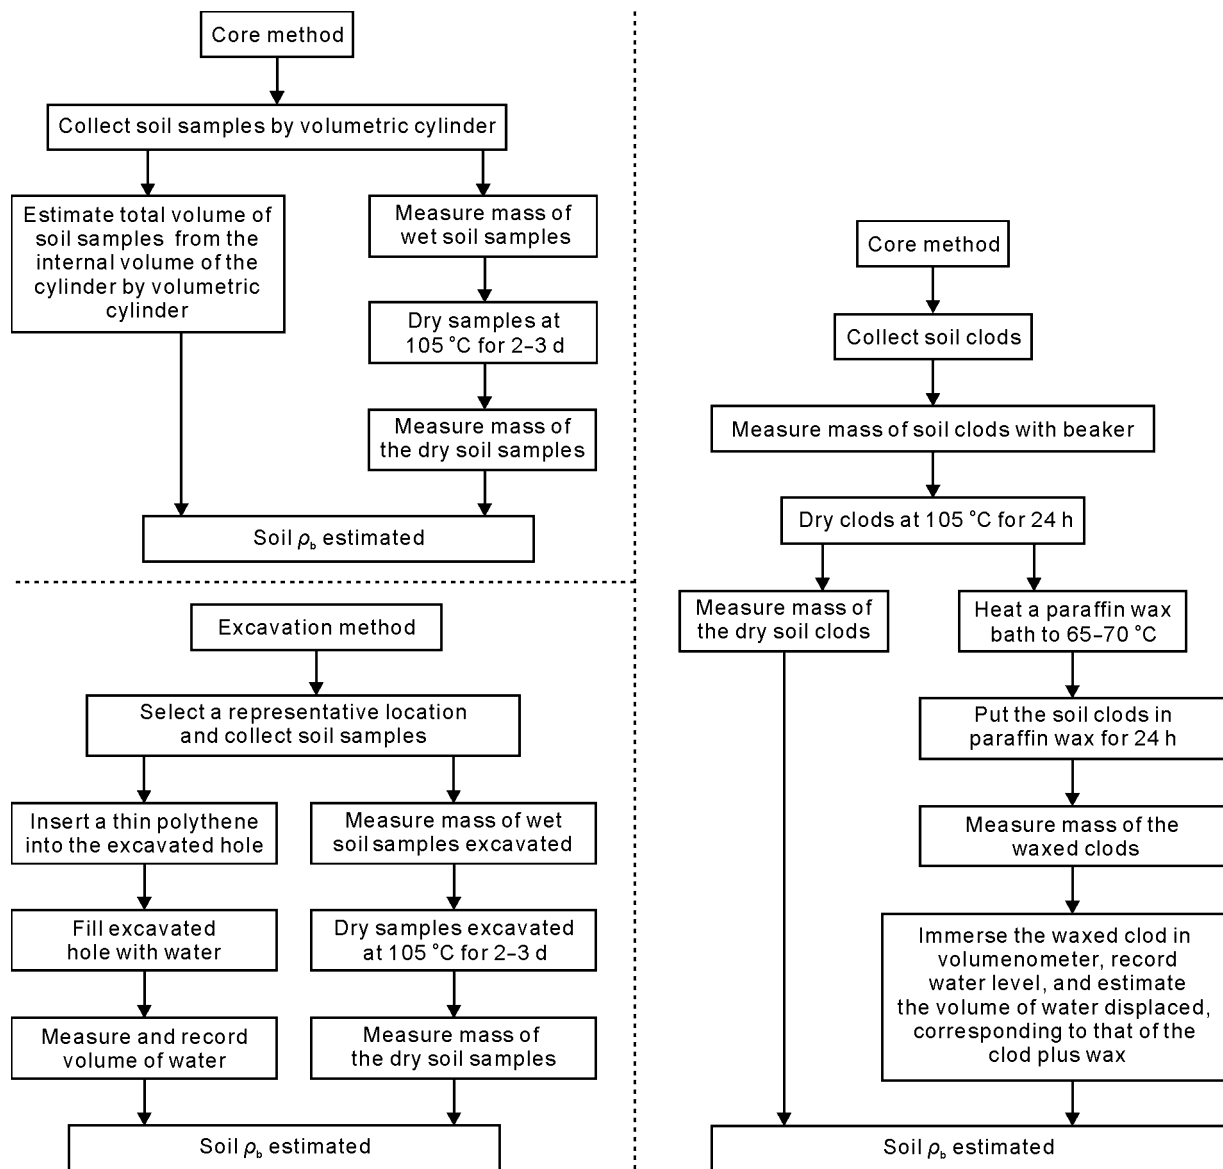 Core method
Collect soil samples by volumetric cylinder
Estimate total volume of
soil samples from the
internal volume of the
cylinder by volumetric
cylinder
Measure mass of
wet soil samples
Dry samples at
105 °C for 2–3 d
Measure mass of
the dry soil samples
Soil ρb estimated
Excavation method
Select a representative location
and collect soil samples
Insert a thin polythene
into the excavated hole
Fill excavated
hole with water
Measure and record
volume of water
Measure mass of wet
soil samples excavated
Dry samples excavated
at 105 °C for 2–3 d
Measure mass of
the dry soil samples
Soil ρb estimated
Core method
Collect soil clods
Measure mass of soil clods with beaker
Dry clods at 105 °C for 24 h
Measure mass of
the dry soil clods
Heat a paraffin wax
bath to 65–70 °C
Put the soil clods in
paraffin wax for 24 h
Measure mass of the
waxed clods
Immerse the waxed clod in
volumenometer, record
water level, and estimate
the volume of water displaced,
corresponding to that of the
clod plus wax
Soil ρb estimated